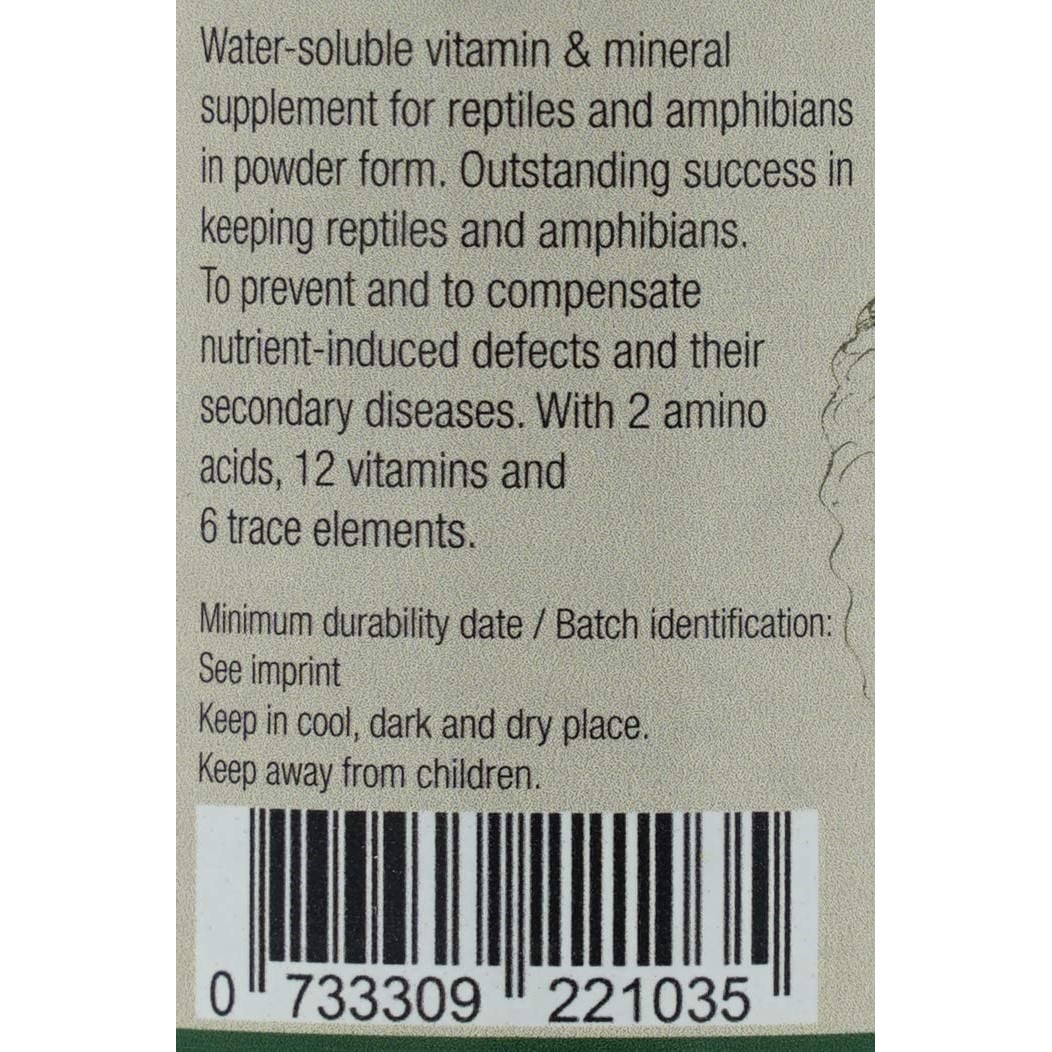 Water-soluble vitamin & mineral
supplement for reptiles and amphibians
in powder form. Outstanding success in
keeping reptiles and amphibians.
To prevent and to compensate
nutrient-induced defects and their
secondary diseases. With 2 amino
acids, 12 vitamins and
6 trace elements.
Minimum durability date / Batch identification:
See imprint
Keep in cool, dark and dry place.
Keep away from children.
0 733309 221035